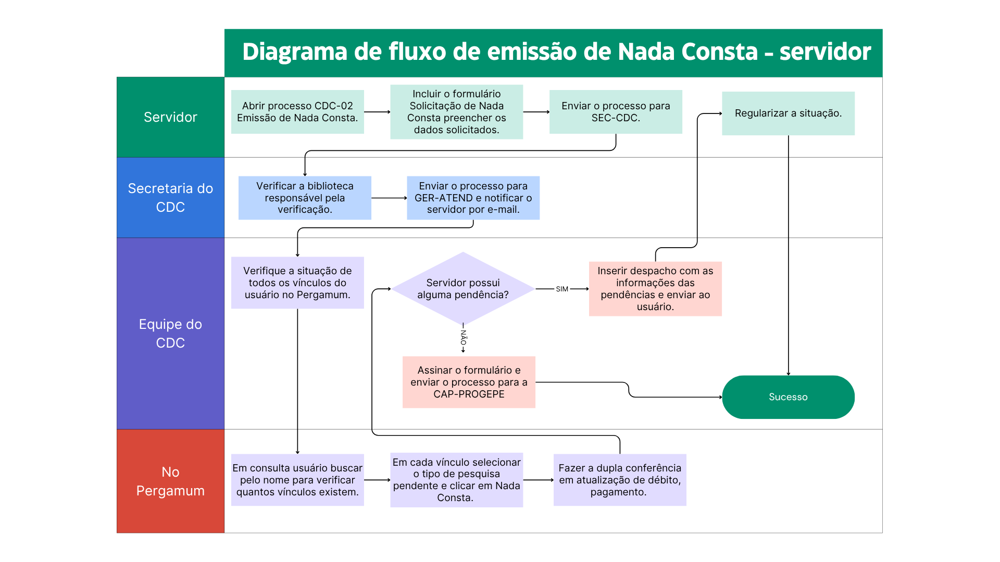 Diagrama de fluxo de emissão de Nada Consta - servidor
Servidor
Abrir processo CDC-02
Emissão de Nada Consta.
Incluir o formulário
Solicitação de Nada
Consta preencher os
dados solicitados.
Enviar o processo para
SEC-CDC.
Regularizar a situação.
Secretaria do
CDC
Verificar a biblioteca
responsável pela
verificação.
Enviar o processo para
GER-ATEND e notificar o
servidor por e-mail.
Equipe do
CDC
Verifique a situação de
todos os vínculos do
usuário no Pergamum.
Servidor possui
alguma pendência?
SIM
Inserir despacho com as
informações das
pendências e enviar ao
usuário.
NÃO
Assinar o formulário e
enviar o processo para a
CAP-PROGEPE
Sucesso
No
Pergamum
Em consulta usuário buscar
pelo nome para verificar
quantos vínculos existem.
Em cada vínculo selecionar
o tipo de pesquisa
pendente e clicar em Nada
Consta.
Fazer a dupla conferência
em atualização de débito,
pagamento.